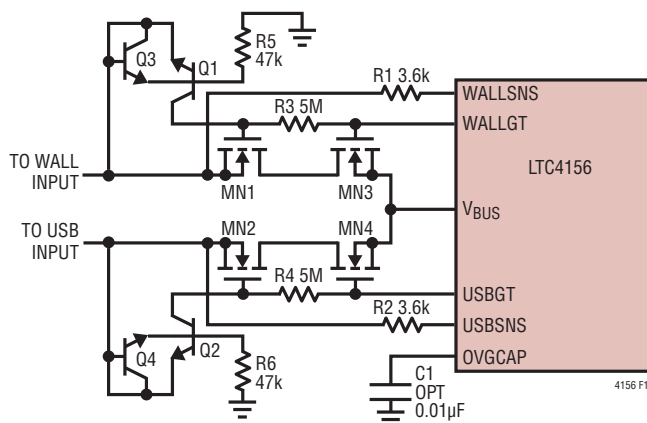 Q3
Q1
R5
47k
R1 3.6k
WALLSNS
R3 5M
WALLGT
LTC4156
TO WALL
INPUT
MN1
MN3
VBUS
TO USB
INPUT
MN2
MN4
R4 5M
USBGT
R2 3.6k
USBSNS
Q4
Q2
R6
47k
OVGCAP
C1
OPT
0.01µF
4156 F1